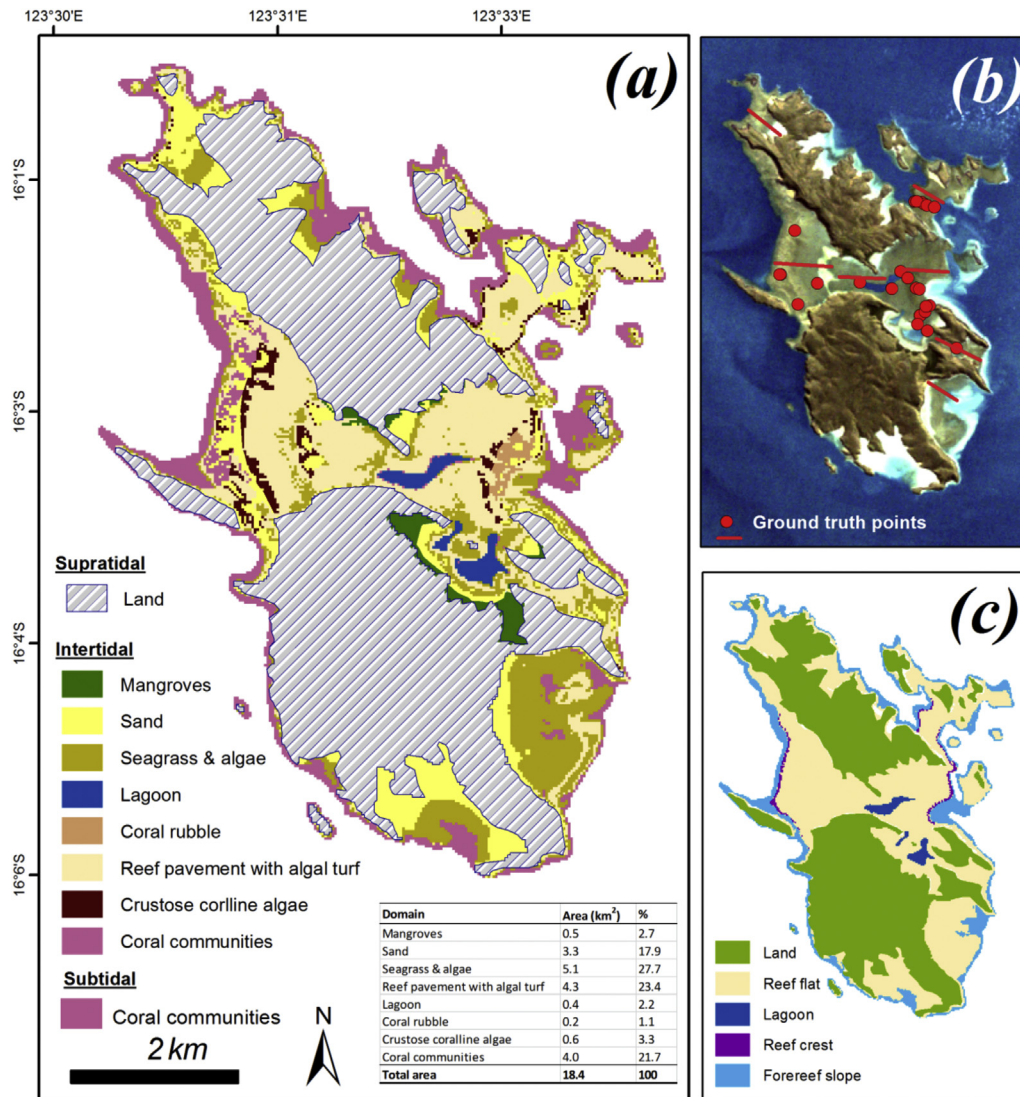 123°30'E 123°31'E 123°33'E
(a)
16°1'S
16°3'S
16°4'S
16°6'S
Supratidal
Land
Intertidal
Mangroves
Sand
Seagrass & algae
Lagoon
Coral rubble
Reef pavement with algal turf
Crustose corlline algae
Coral communities
Subtidal
Coral communities
2 km
N
Domain Area (km²) %
Mangroves 0.5 2.7
Sand 3.3 17.9
Seagrass & algae 5.1 27.7
Reef pavement with algal turf 4.3 23.4
Lagoon 0.4 2.2
Coral rubble 0.2 1.1
Crustose coralline algae 0.6 3.3
Coral communities 4.0 21.7
Total area 18.4 100
(b)
Ground truth points
(c)
Land
Reef flat
Lagoon
Reef crest
Forereef slope